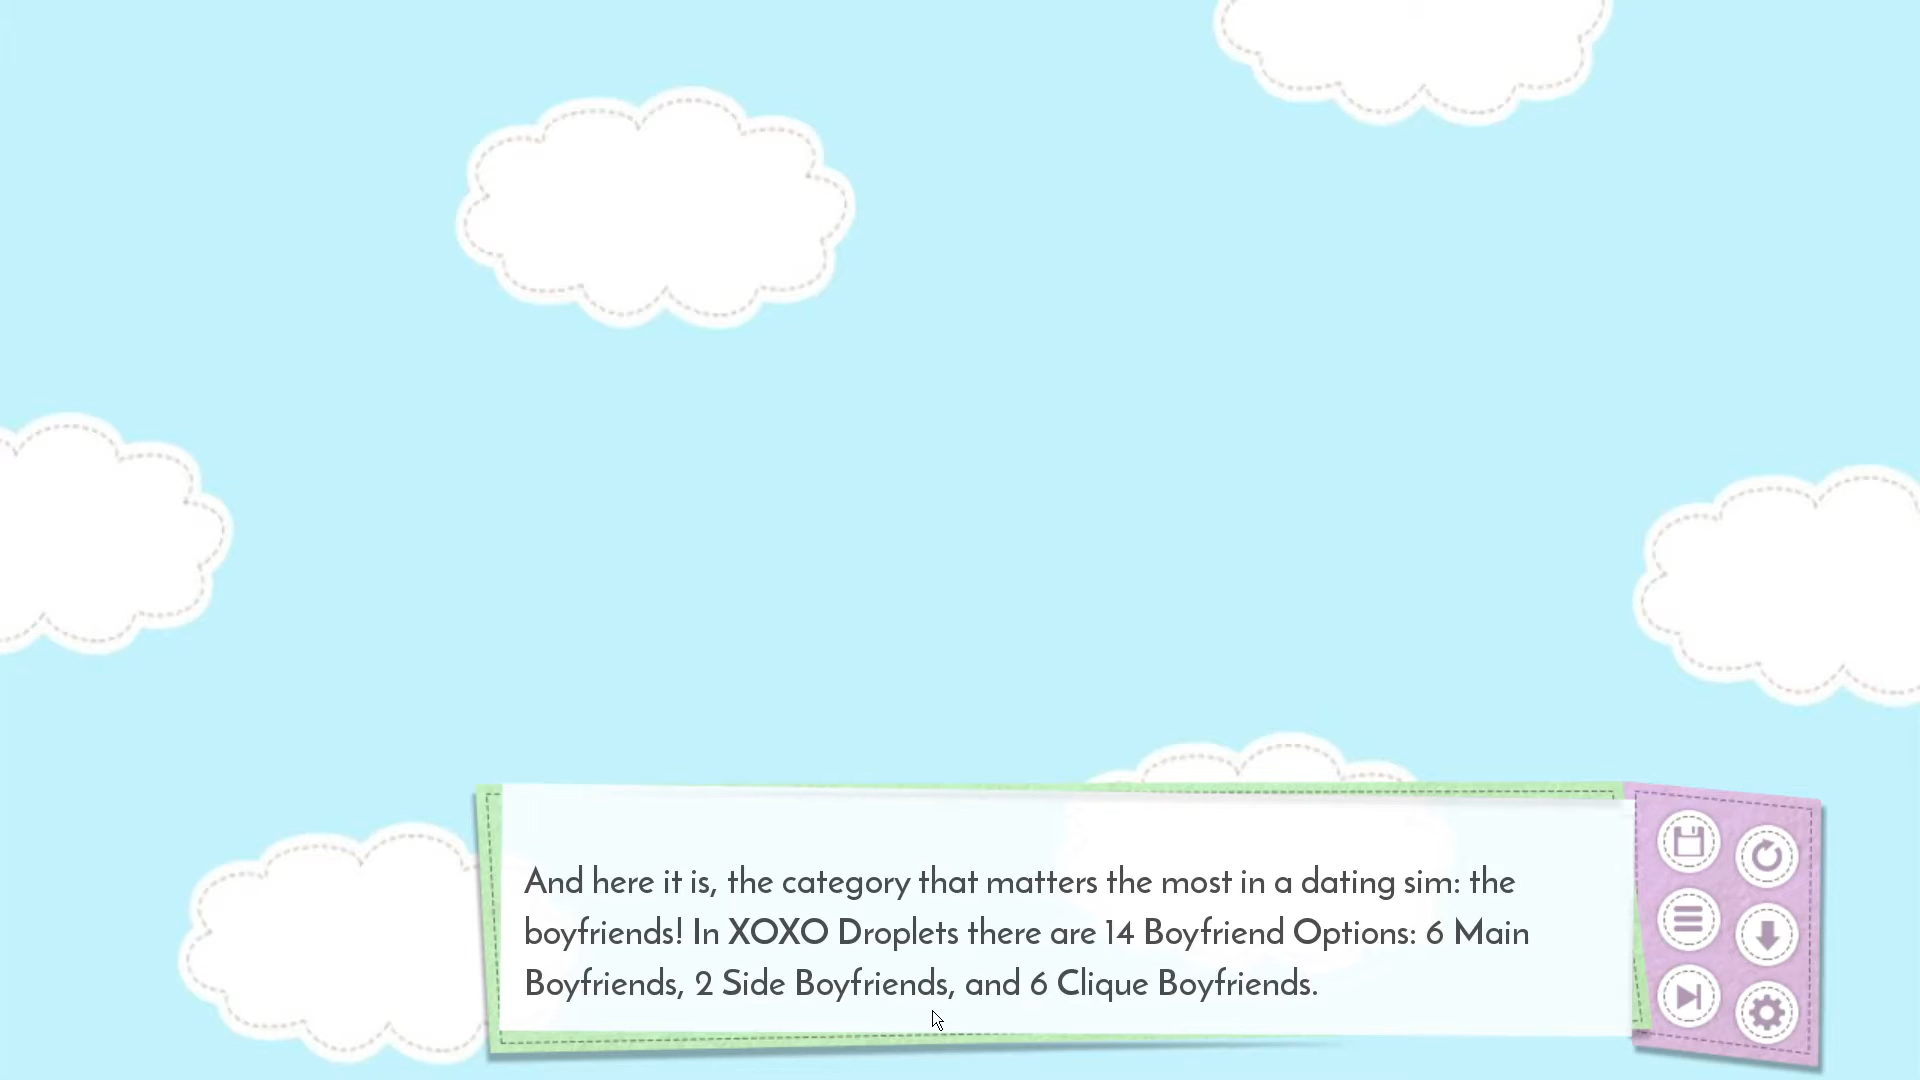 And here it is, the category that matters the most in a dating sim: the
boyfriends! In XOXO Droplets there are 14 Boyfriend Options: 6 Main
Boyfriends, 2 Side Boyfriends, and 6 Clique Boyfriends.